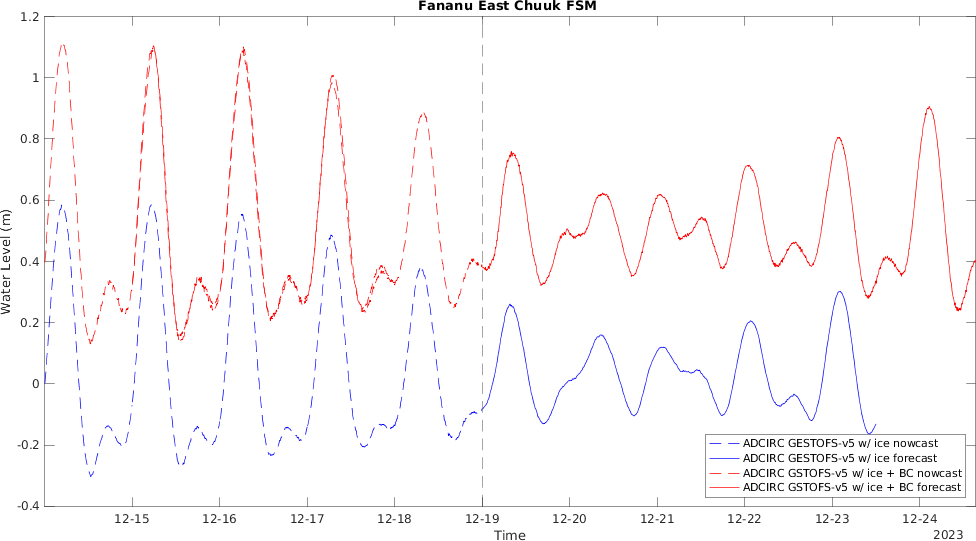 Fananu East Chuuk FSM
1.2
1
0.8
0.6
0.4
0.2
0
-0.2
-0.4
Water Level (m)
12-15 12-16 12-17 12-18 12-19 12-20 12-21 12-22 12-23 12-24
Time
2023
ADCIRC GESTOFS-v5 w/ ice nowcast
ADCIRC GESTOFS-v5 w/ ice forecast
ADCIRC GSTOFS-v5 w/ ice + BC nowcast
ADCIRC GSTOFS-v5 w/ ice + BC forecast